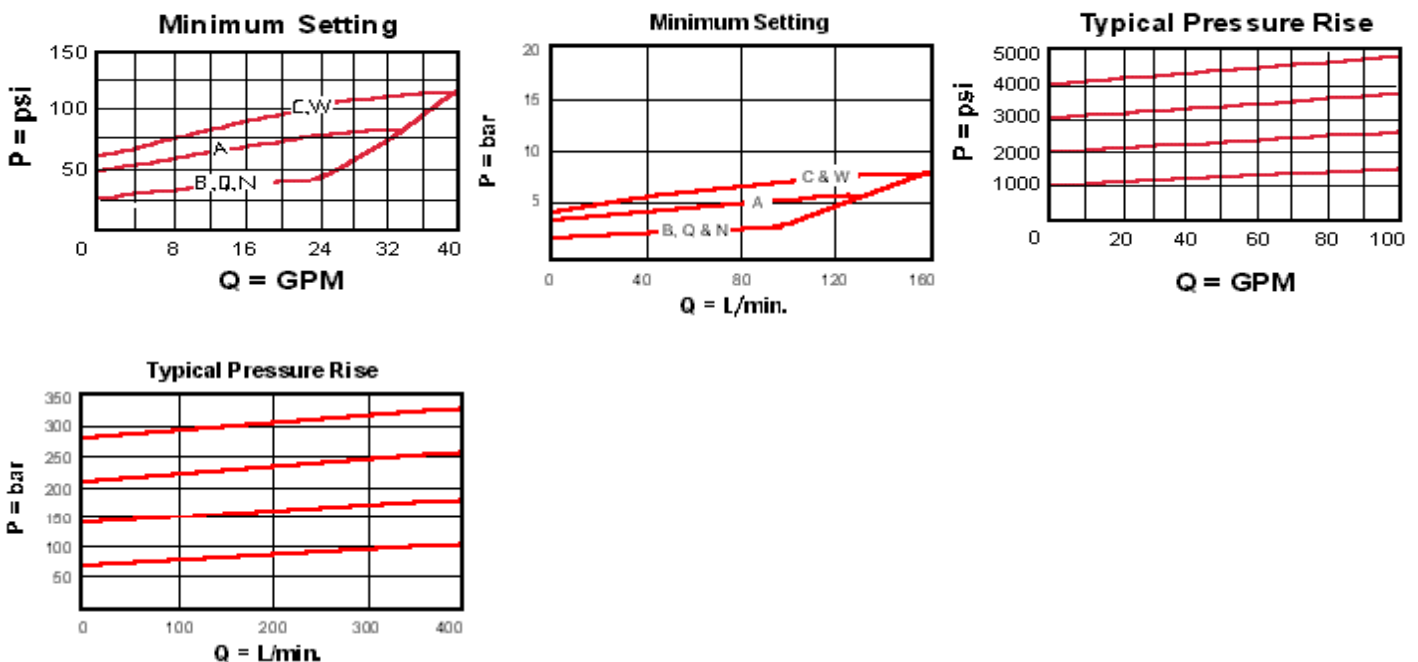 Minimum Setting
150
100
50
P = psi
C,W
A
B,Q,N
0 8 16 24 32 40
Q = GPM
Minimum Setting
20
15
10
5
P = bar
C & W
A
B, Q & N
0 40 80 120 160
Q = L/min.
Typical Pressure Rise
5000
4000
3000
2000
1000
P = psi
0 20 40 60 80 100
Q = GPM
Typical Pressure Rise
350
300
250
200
150
100
50
P = bar
0 100 200 300 400
Q = L/min.